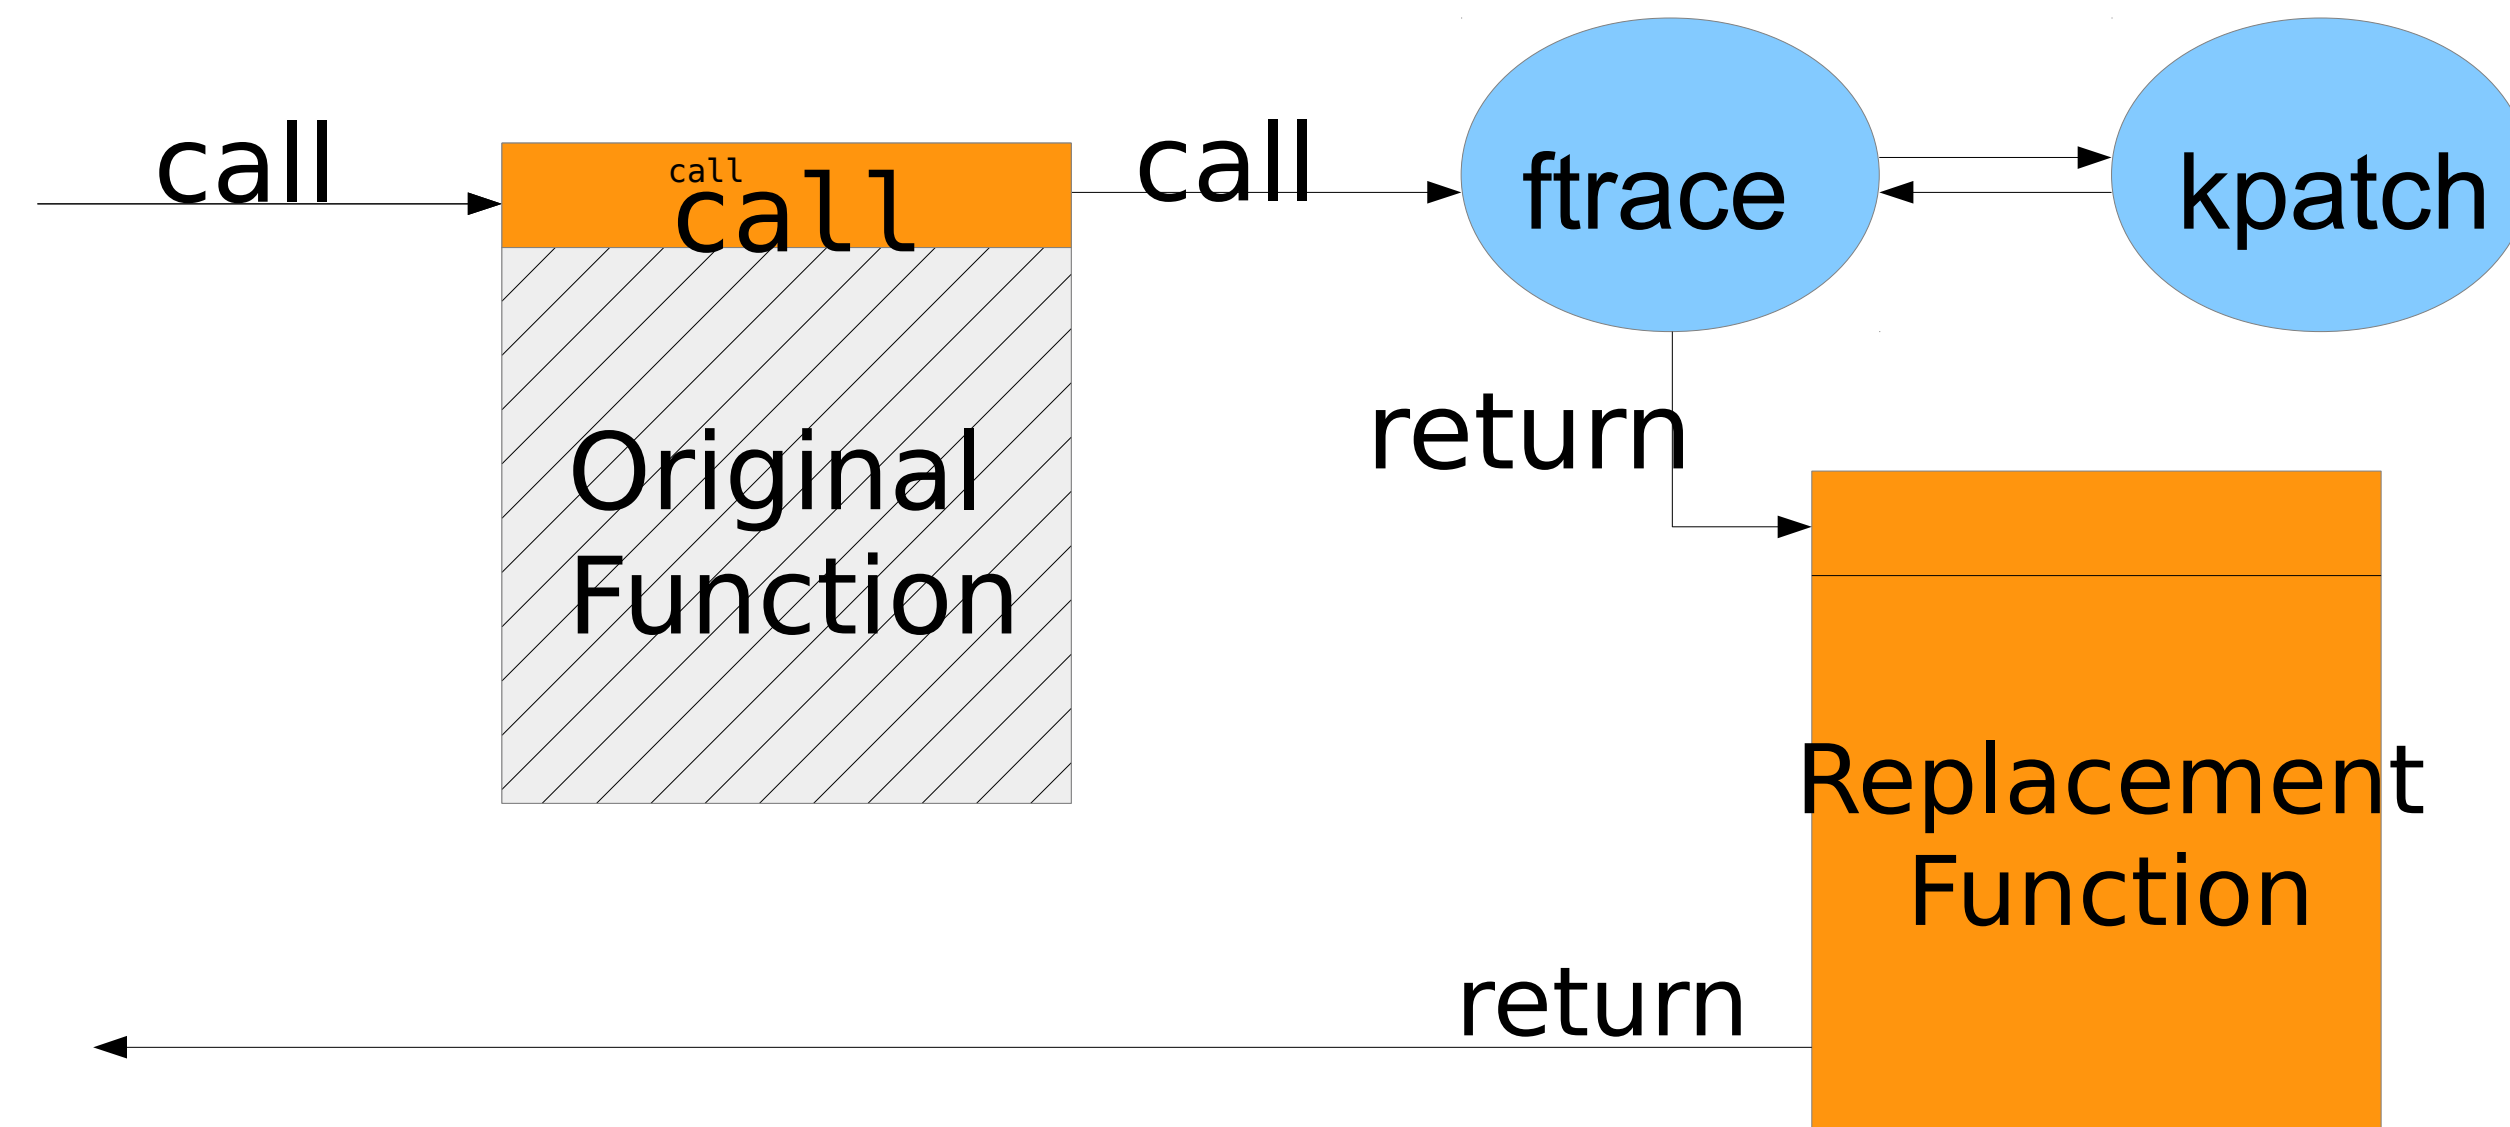 call
call
call
call
ftrace
kpatch
Original
Function
return
Replacement
Function
return